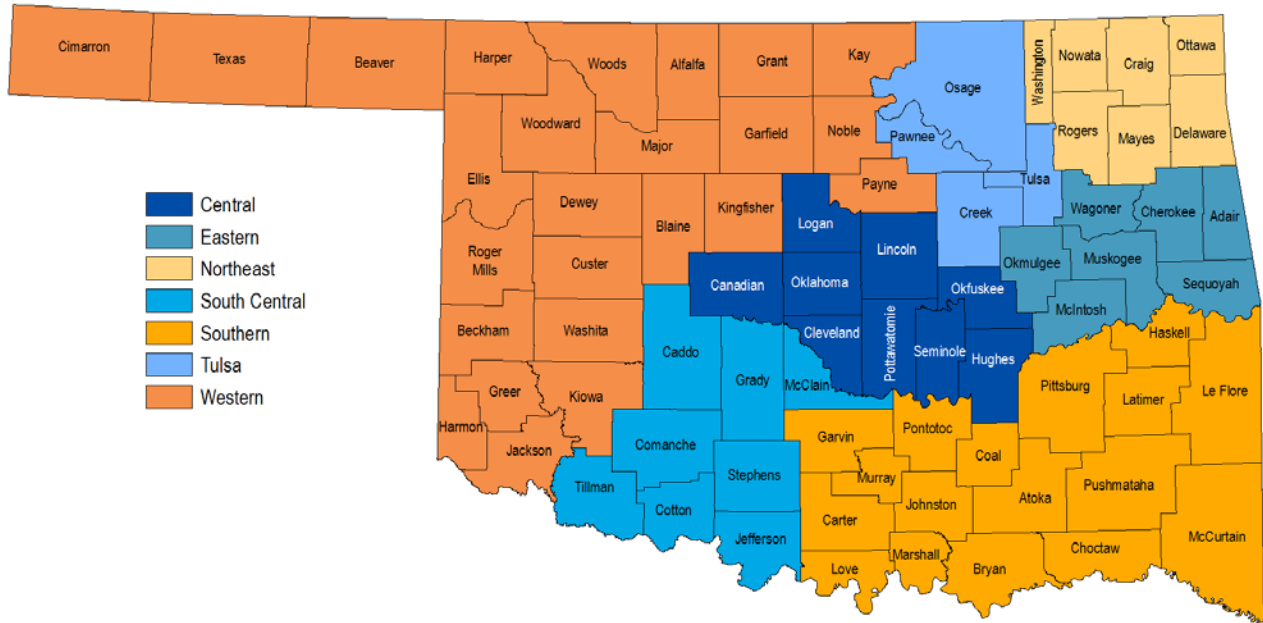 Cimarron
Texas
Beaver
Harper
Woods
Alfalfa
Grant
Kay
Osage
Washington
Nowata
Craig
Ottawa
Woodward
Major
Garfield
Noble
Pawnee
Rogers
Mayes
Delaware
Ellis
Dewey
Blaine
Kingfisher
Logan
Payne
Creek
Tulsa
Wagoner
Cherokee
Adair
Roger
Mills
Custer
Canadian
Oklahoma
Lincoln
Okfuskee
Okmulgee
Muskogee
Sequoyah
Beckham
Washita
Caddo
Grady
McClain
Cleveland
Pottawatomie
Seminole
Hughes
McIntosh
Haskell
Greer
Harmon
Kiowa
Jackson
Comanche
Tillman
Cotton
Stephens
Jefferson
Garvin
Pontotoc
Coal
Pittsburg
Latimer
Le Flore
Murray
Carter
Johnston
Atoka
Pushmataha
McCurtain
Love
Marshall
Bryan
Choctaw
Central
Eastern
Northeast
South Central
Southern
Tulsa
Western